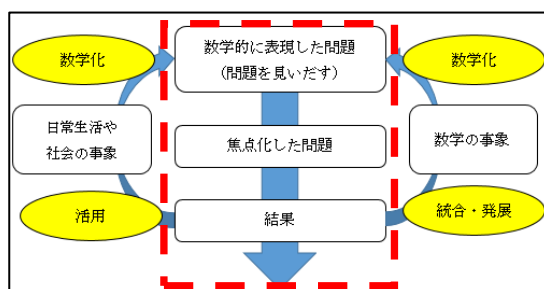 数学化
数学的に表現した問題
(問題を見いだす)
数学化
日常生活や
社会の事象
焦点化した問題
数学の事象
活用
結果
統合・発展